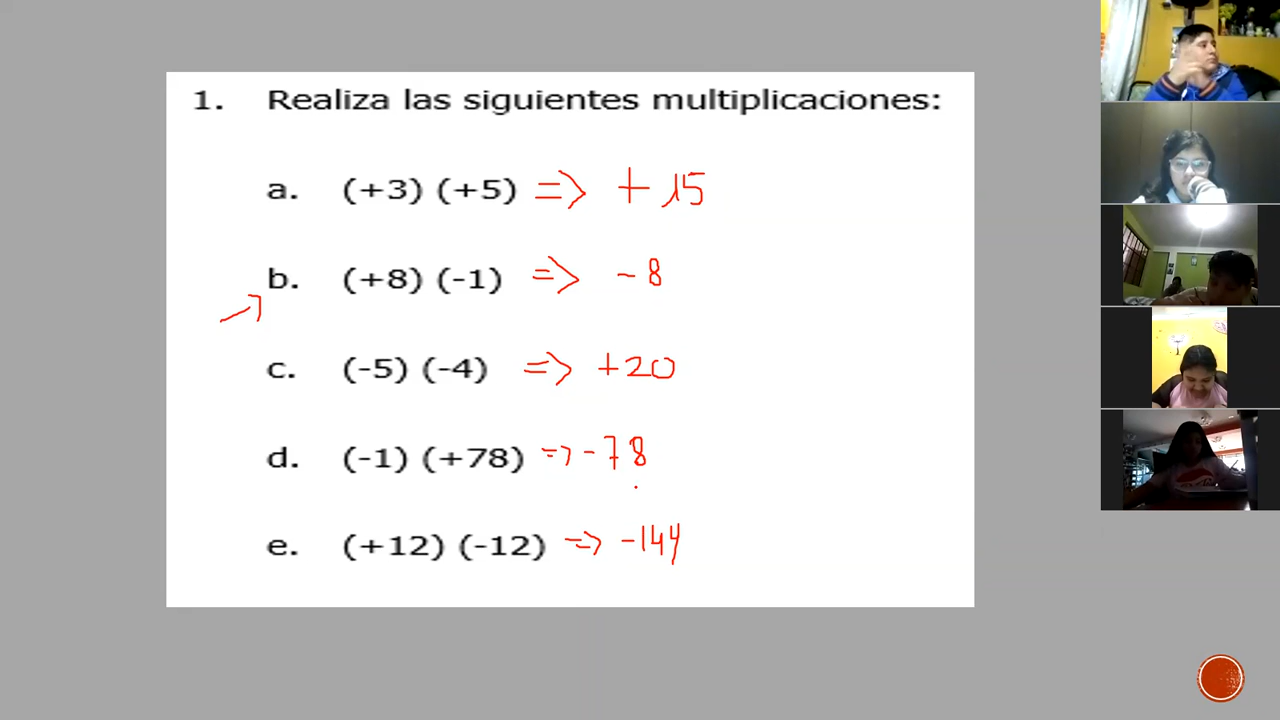 1. Realiza las siguientes multiplicaciones:
a. (+3) (+5) => +15
b. (+8) (-1) => -8
c. (-5) (-4) => +20
d. (-1) (+78) => -78
e. (+12) (-12) => -144